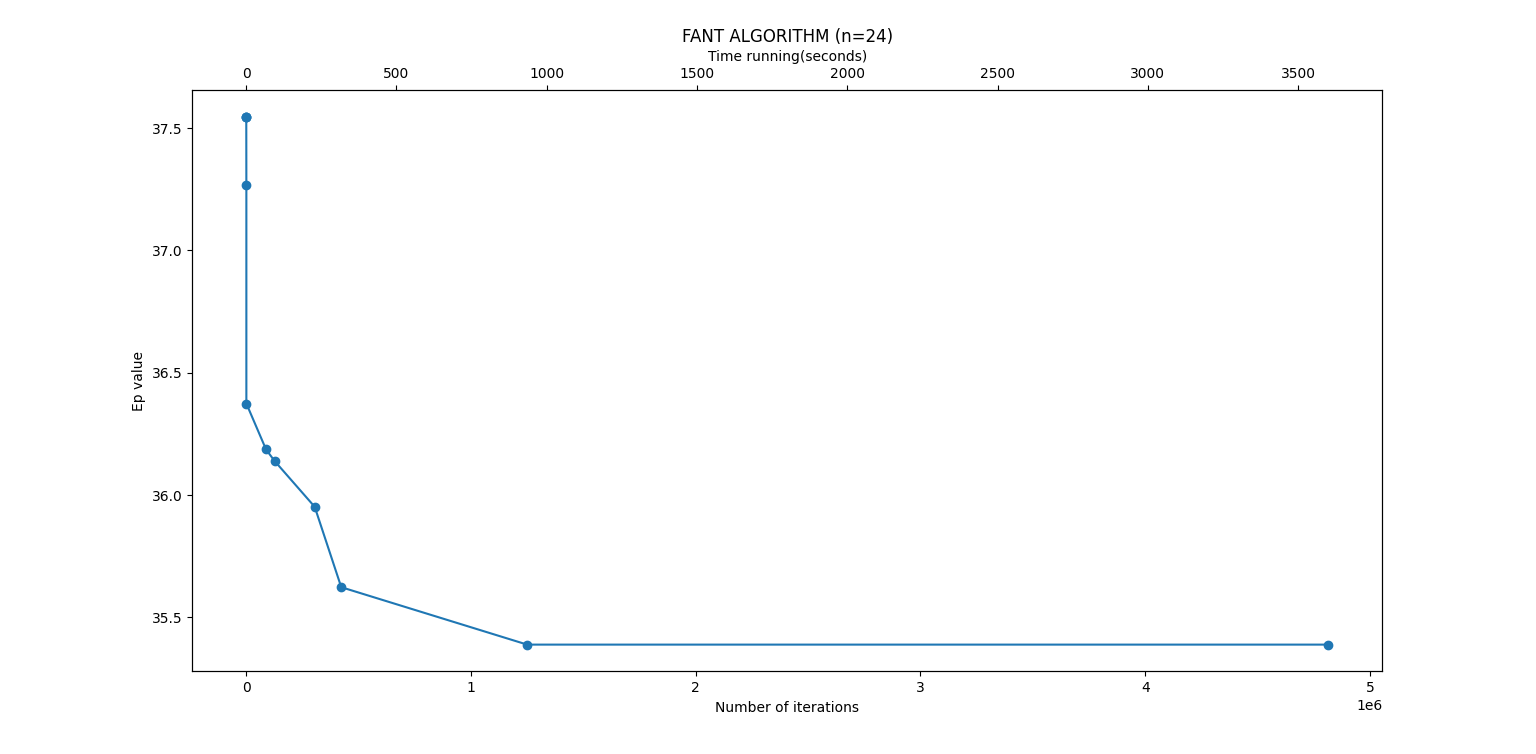 FANT ALGORITHM (n=24)
Time running(seconds)
0 500 1000 1500 2000 2500 3000 3500
37.5
37.0
36.5
36.0
35.5
Ep value
0 1 2 3 4 5
1e6
Number of iterations